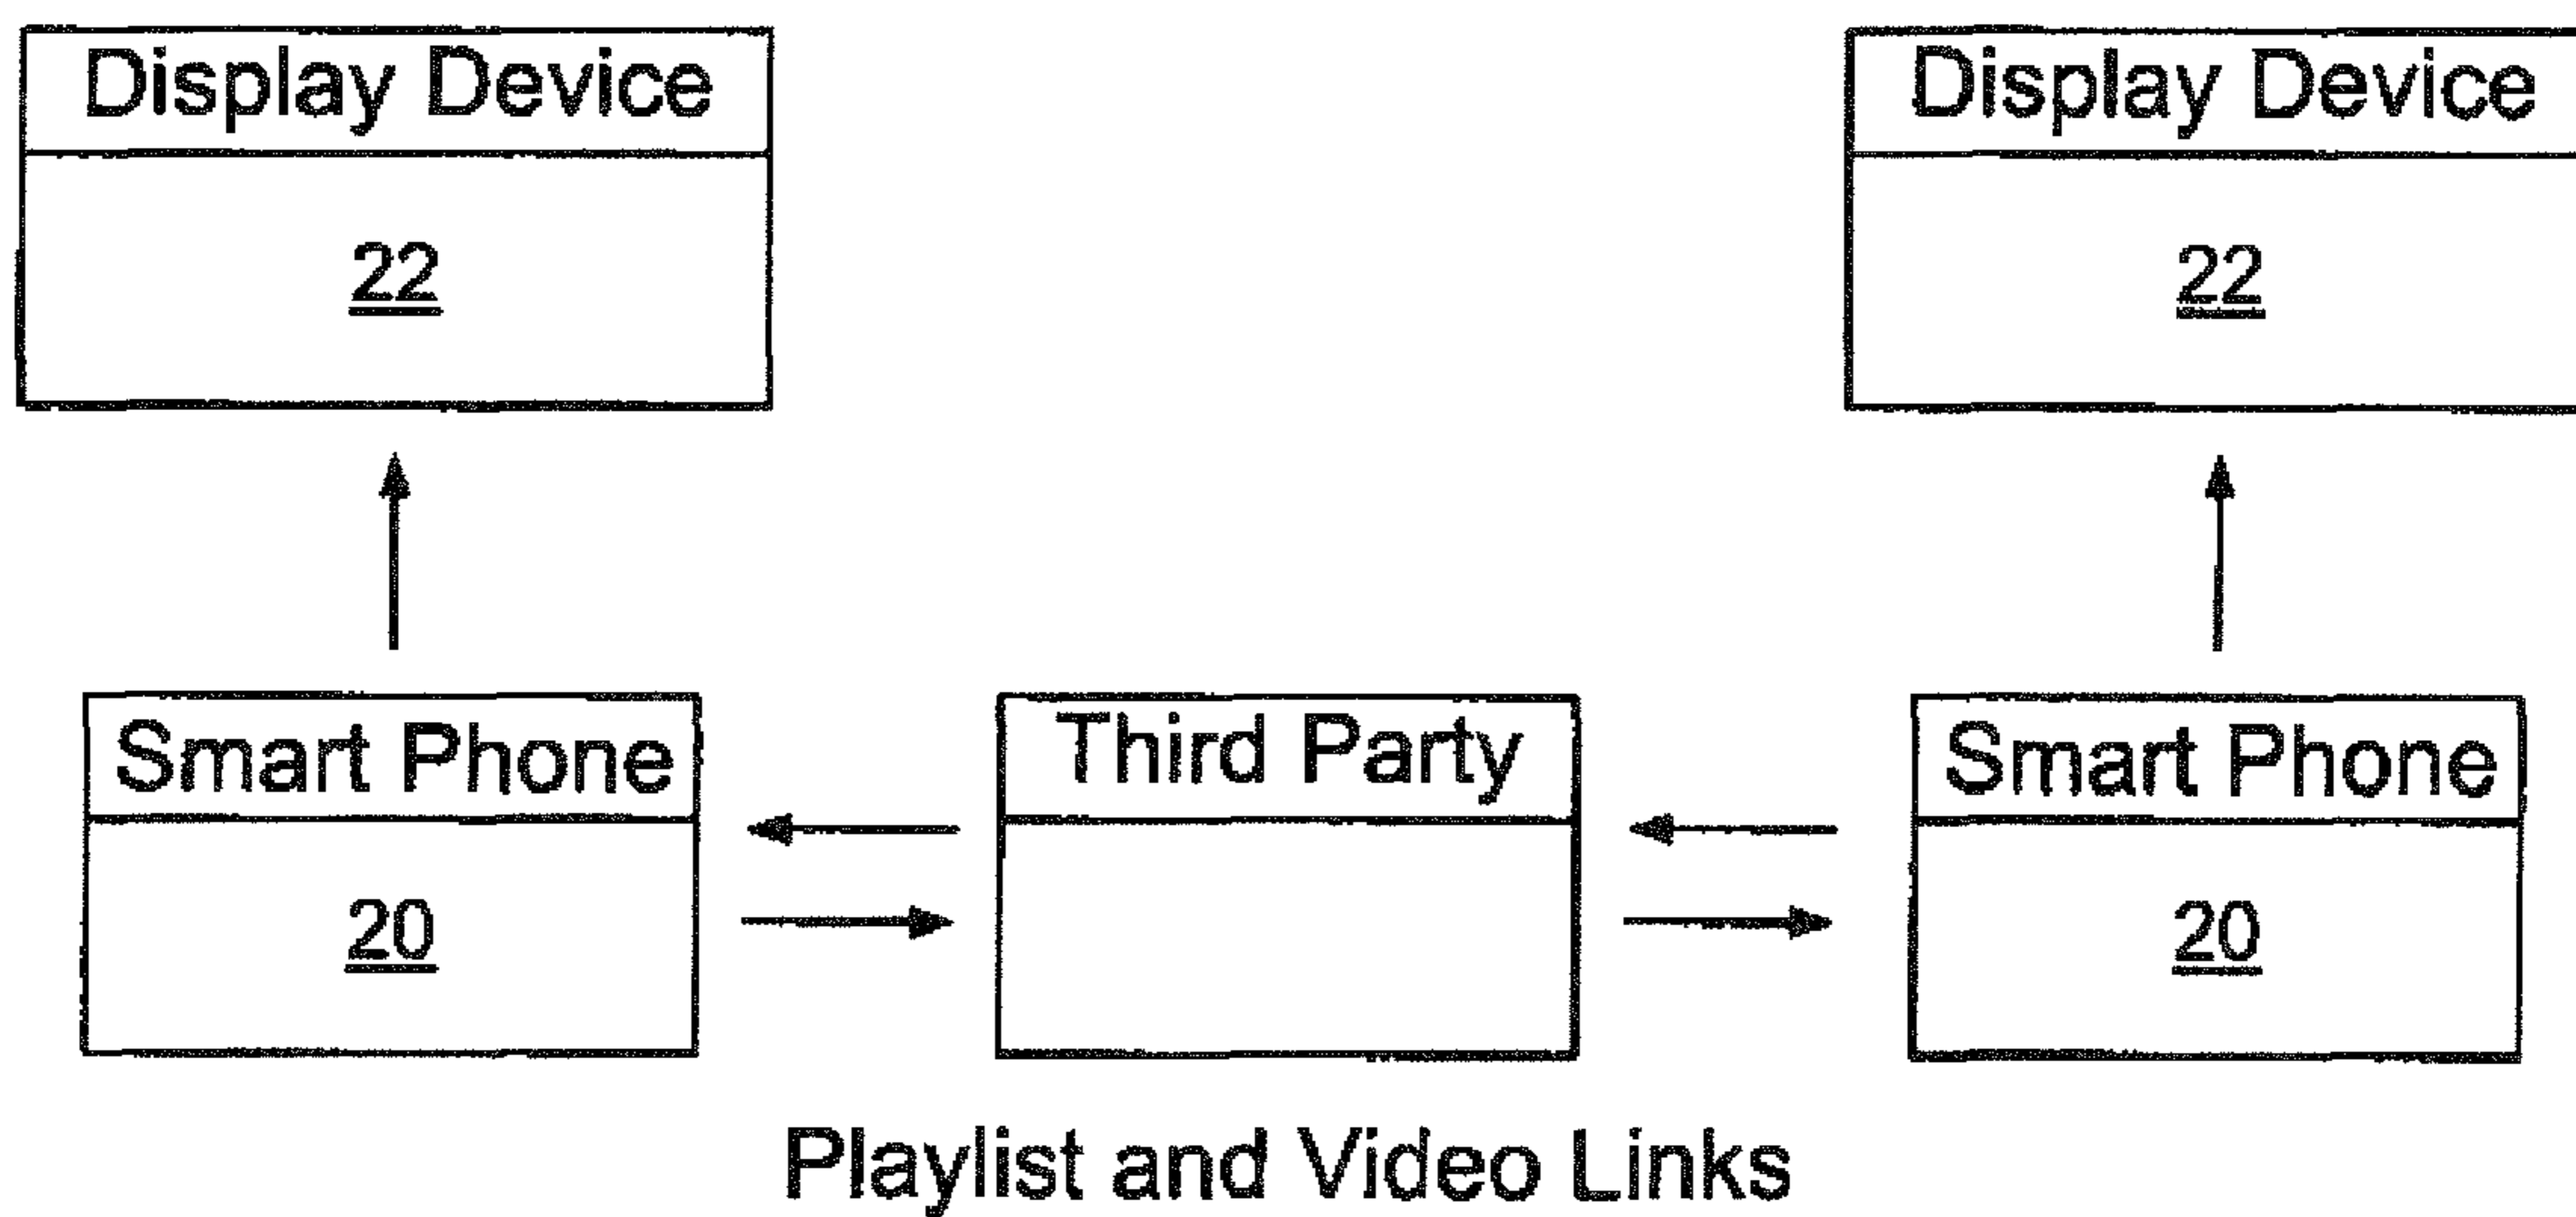 Display Device
22
Display Device
22
Smart Phone
20
Third Party
Smart Phone
20
Playlist and Video Links